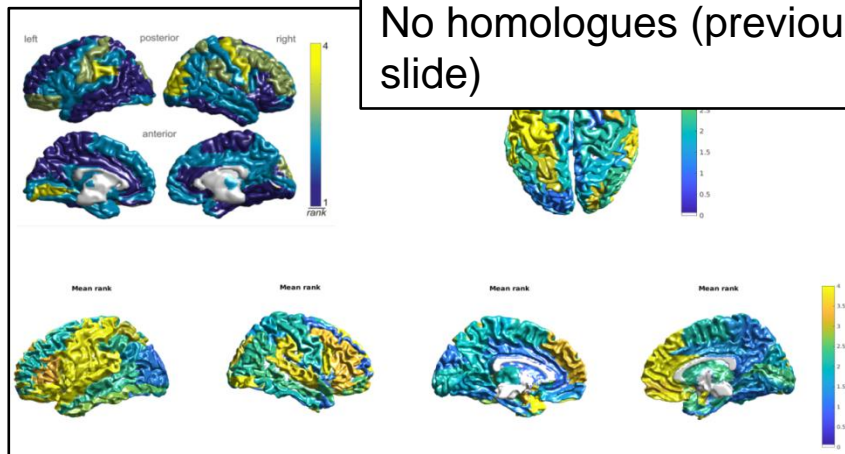 No homologues (previou
slide)
left
posterior
right
4
anterior
1
rank
2.5
2
1.5
1
0.5
0
Mean rank
Mean rank
Mean rank
Mean rank
4
3.5
3
2.5
2
1.5
1
0.5
0